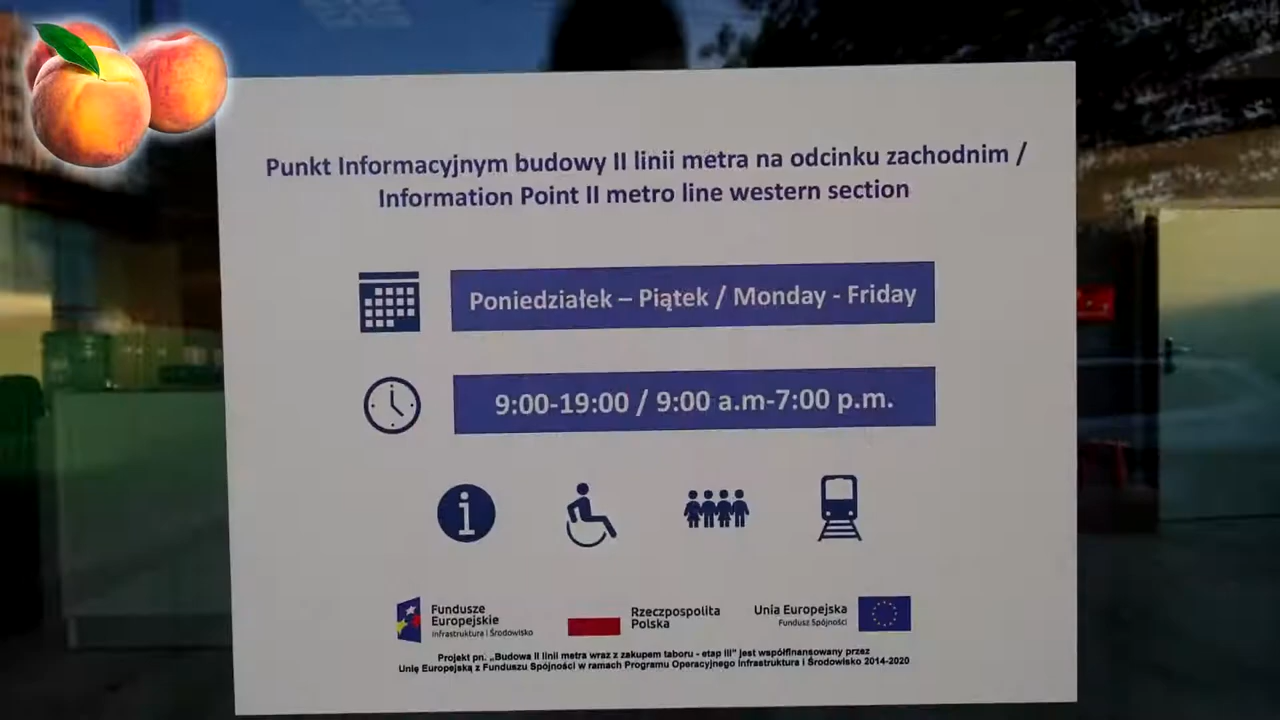 Punkt Informacyjnym budowy II linii metra na odcinku zachodnim /
Information Point II metro line western section
Poniedziałek – Piątek / Monday - Friday
9:00-19:00 / 9:00 a.m-7:00 p.m.
Fundusze
Europejskie
Infrastruktura i Środowisko
Rzeczpospolita
Polska
Unia Europejska
Fundusz Spójności
Projekt pn. „Budowa II linii metra wraz z zakupem taboru - etap III” jest współfinansowany przez
Unię Europejską z Funduszu Spójności w ramach Programu Operacyjnego Infrastruktura i Środowisko 2014-2020